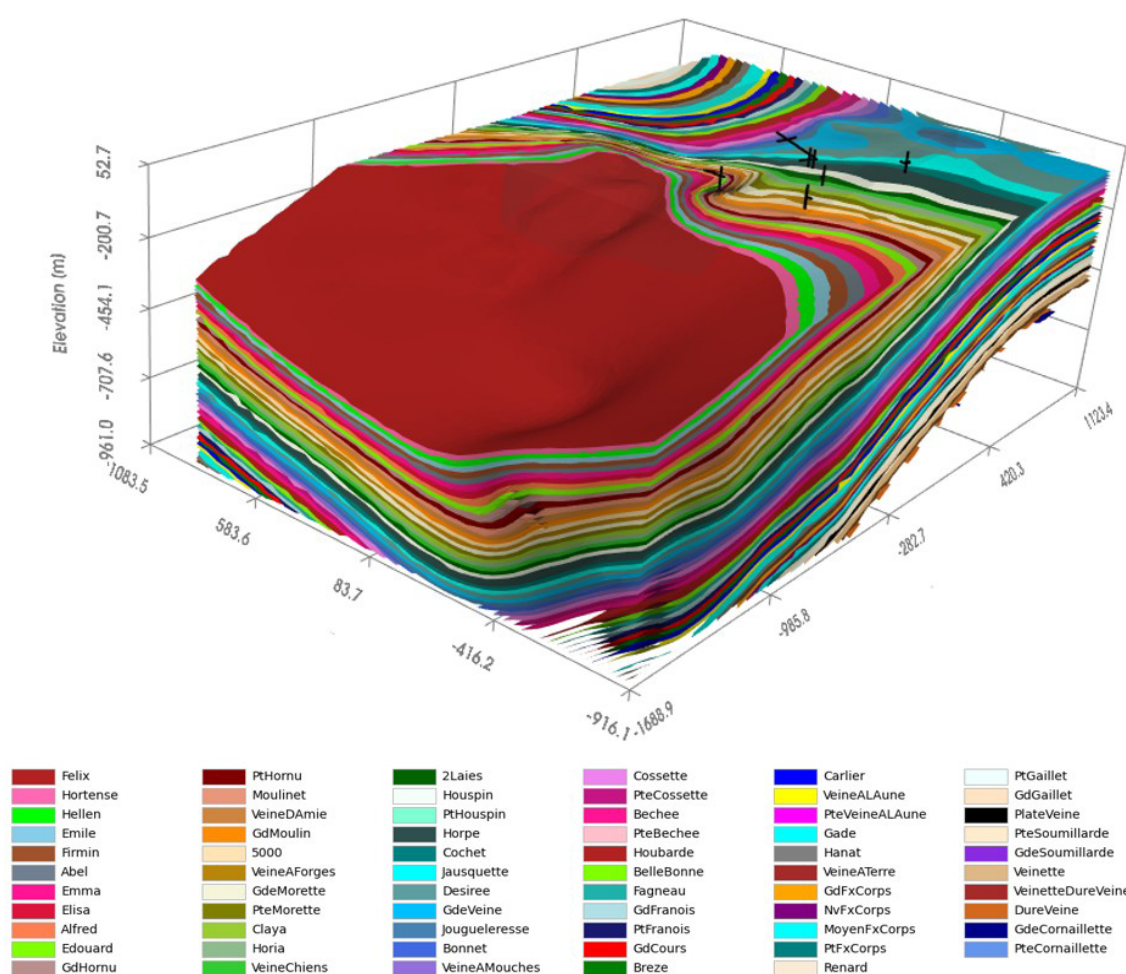 52.7
-200.7
-454.1
-707.6
-961.0
Elevation (m)
-1083.5
583.6
83.7
-416.2
-916.1
-1688.9
-985.8
-282.7
420.3
1123.4
Felix PtHornu 2Laies Cossette Carlier PtGaillet
Hortense Moulinet Houspin PteCossette VeineALAune GdGaillet
Hellen VeineDAmie PtHouspin Bechee PteVeineALAune PlateVeine
Emile GdMoulin Horpe PteBechee Gade PteSoumillarde
Firmin 5000 Cochet Houbarde Hanat GdeSoumillarde
Abel VeineAForges Jausquette BelleBonne VeineATerre Veinette
Emma GdeMorette Desiree Fagneau GdFxCorps VeinetteDureVeine
Elisa PteMorette GdeVeine GdFranois NvFxCorps DureVeine
Alfred Claya Jougueleresse PtFranois MoyenFxCorps GdeCornaillette
Edouard Horia Bonnet GdCours PtFxCorps PteCornaillette
GdHornu VeineChiens VeineAMouches Breze Renard